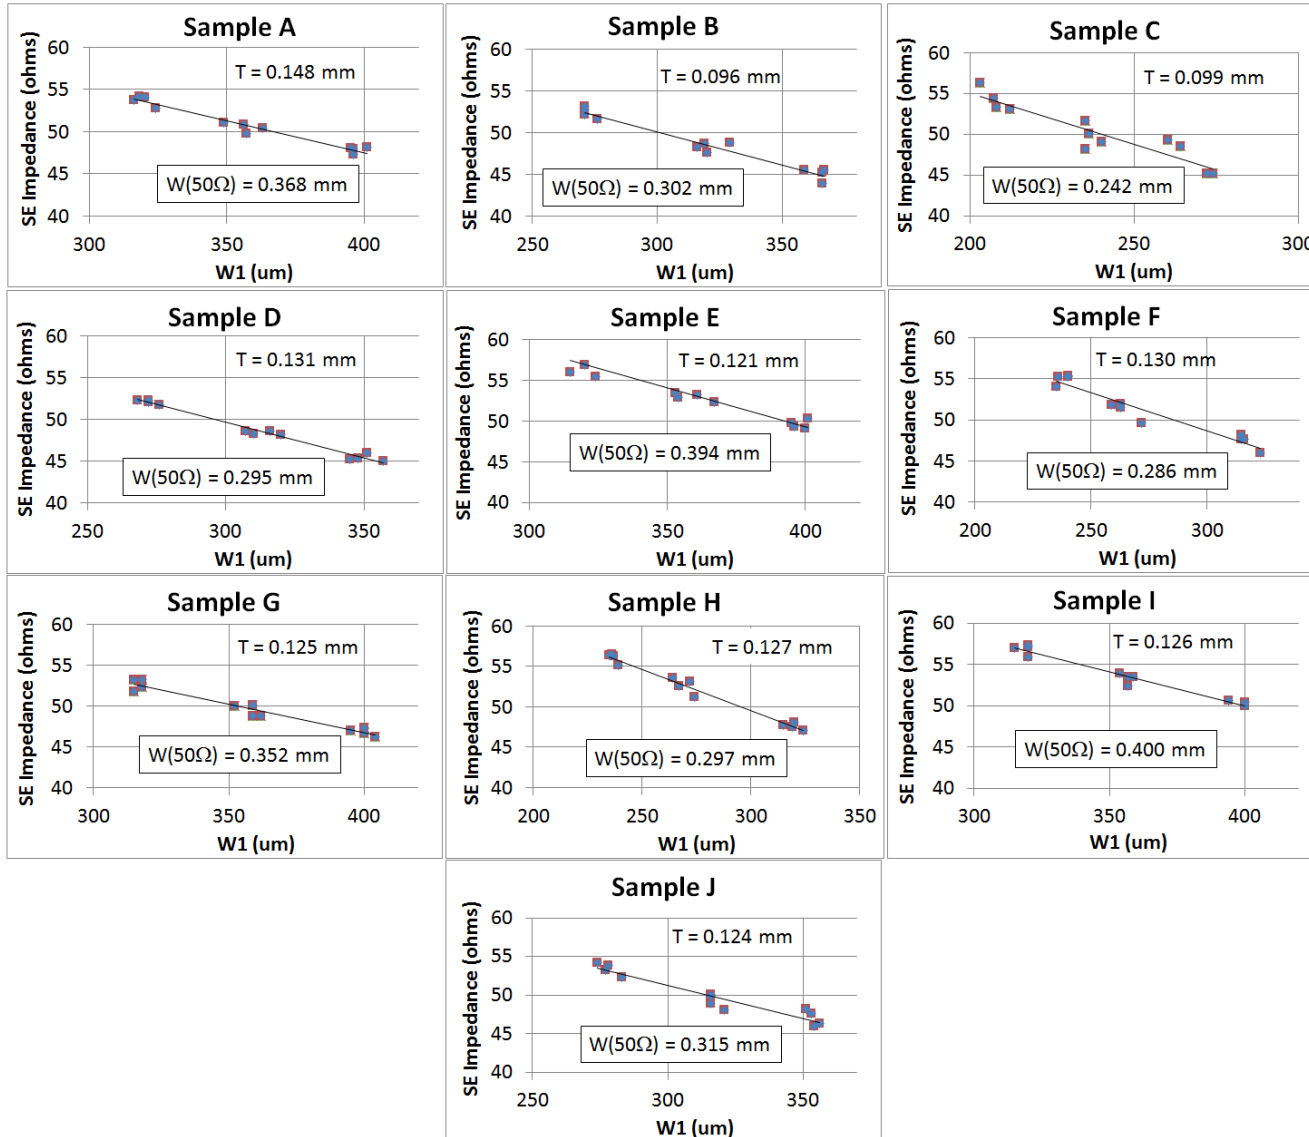 Sample A
SE Impedance (ohms)
60
55
50
45
40
T = 0.148 mm
W(50Ω) = 0.368 mm
300
350
400
W1 (um)
Sample B
SE Impedance (ohms)
60
55
50
45
40
T = 0.096 mm
W(50Ω) = 0.302 mm
250
300
350
W1 (um)
Sample C
SE Impedance (ohms)
60
55
50
45
40
T = 0.099 mm
W(50Ω) = 0.242 mm
200
250
300
W1 (um)
Sample D
SE Impedance (ohms)
60
55
50
45
40
T = 0.131 mm
W(50Ω) = 0.295 mm
250
300
350
W1 (um)
Sample E
SE Impedance (ohms)
60
55
50
45
40
T = 0.121 mm
W(50Ω) = 0.394 mm
300
350
400
W1 (um)
Sample F
SE Impedance (ohms)
60
55
50
45
40
T = 0.130 mm
W(50Ω) = 0.286 mm
200
250
300
W1 (um)
Sample G
SE Impedance (ohms)
60
55
50
45
40
T = 0.125 mm
W(50Ω) = 0.352 mm
300
350
400
W1 (um)
Sample H
SE Impedance (ohms)
60
55
50
45
40
T = 0.127 mm
W(50Ω) = 0.297 mm
200
250
300
350
W1 (um)
Sample I
SE Impedance (ohms)
60
55
50
45
40
T = 0.126 mm
W(50Ω) = 0.400 mm
300
350
400
W1 (um)
Sample J
SE Impedance (ohms)
60
55
50
45
40
T = 0.124 mm
W(50Ω) = 0.315 mm
250
300
350
W1 (um)